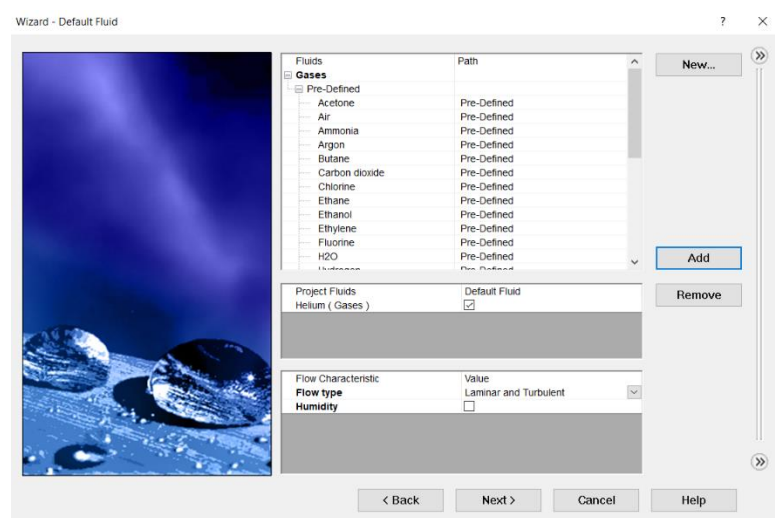 Wizard - Default Fluid ? ×
Fluids Path
Gases
Pre-Defined
Acetone Pre-Defined
Air Pre-Defined
Ammonia Pre-Defined
Argon Pre-Defined
Butane Pre-Defined
Carbon dioxide Pre-Defined
Chlorine Pre-Defined
Ethane Pre-Defined
Ethanol Pre-Defined
Ethylene Pre-Defined
Fluorine Pre-Defined
H2O Pre-Defined
Hydrogen Pre-Defined
New...
Add
Project Fluids Default Fluid
Helium ( Gases )
Remove
Flow Characteristic Value
Flow type Laminar and Turbulent
Humidity
< Back Next > Cancel Help